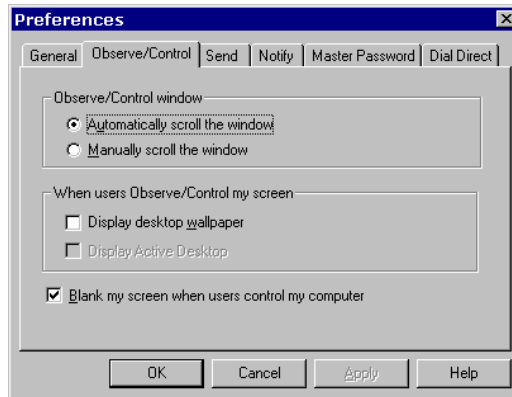 Preferences
General Observe/Control Send Notify Master Password Dial Direct
Observe/Control window
Automatically scroll the window
Manually scroll the window
When users Observe/Control my screen
Display desktop wallpaper
Display Active Desktop
Blank my screen when users control my computer
OK Cancel Apply Help